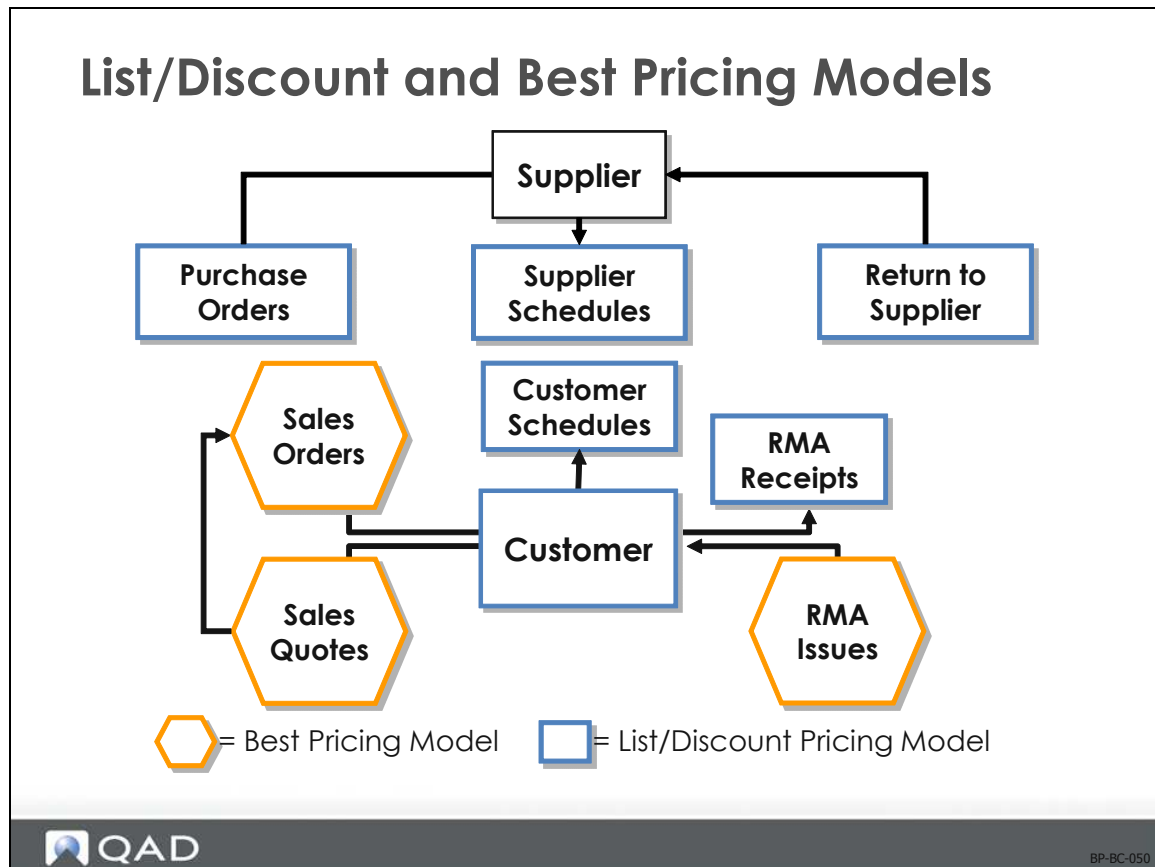 List/Discount and Best Pricing Models
Supplier
Purchase
Orders
Supplier
Schedules
Return to
Supplier
Sales
Orders
Customer
Schedules
RMA
Receipts
Customer
Sales
Quotes
RMA
Issues
= Best Pricing Model
= List/Discount Pricing Model
QAD
BP-BC-050